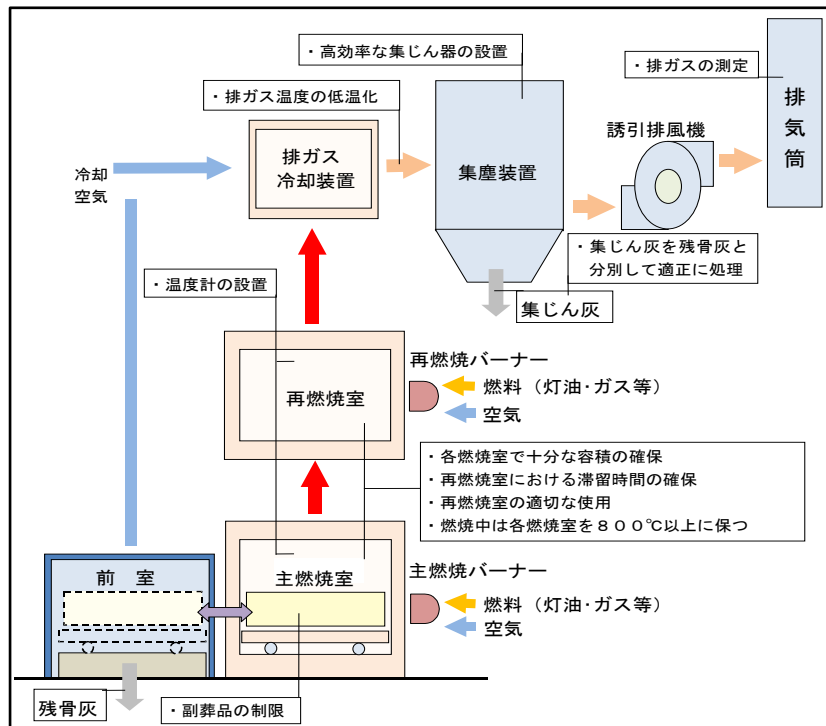 ・高効率な集じん器の設置
・排ガスの測定
・排ガス温度の低温化
排気筒
誘引排風機
排ガス
冷却装置
集塵装置
冷却
空気
・集じん灰を残骨灰と
分別して適正に処理
・温度計の設置
集じん灰
再燃焼バーナー
燃料（灯油･ガス等）
空気
再燃焼室
・各燃焼室で十分な容積の確保
・再燃焼室における滞留時間の確保
・再燃焼室の適切な使用
・燃焼中は各燃焼室を８００℃以上に保つ
前　室
主燃焼室
主燃焼バーナー
燃料（灯油･ガス等）
空気
残骨灰
・副葬品の制限